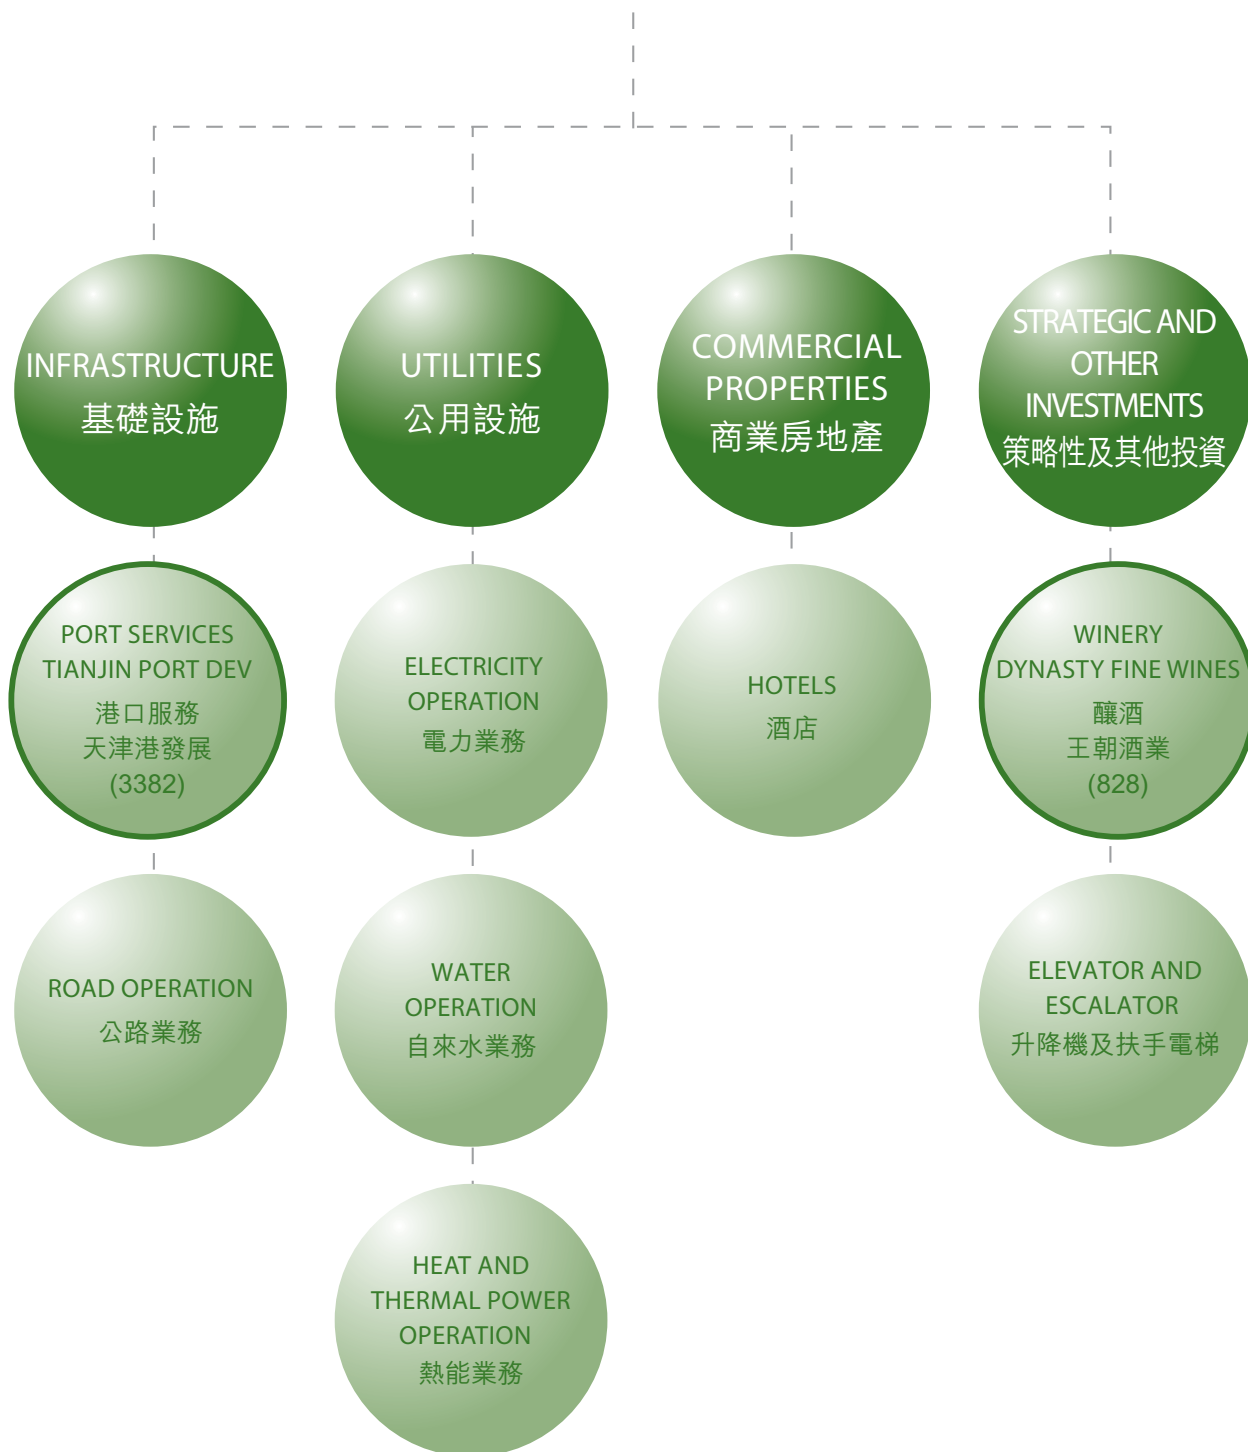 INFRASTRUCTURE
基礎設施
UTILITIES
公用設施
COMMERCIAL
PROPERTIES
商業房地產
STRATEGIC AND
OTHER
INVESTMENTS
策略性及其他投資
PORT SERVICES
TIANJIN PORT DEV
港口服務
天津港發展
(3382)
ELECTRICITY
OPERATION
電力業務
HOTELS
酒店
WINERY
DYNASTY FINE WINES
釀酒
王朝酒業
(828)
ROAD OPERATION
公路業務
WATER
OPERATION
自來水業務
ELEVATOR AND
ESCALATOR
升降機及扶手電梯
HEAT AND
THERMAL POWER
OPERATION
熱能業務